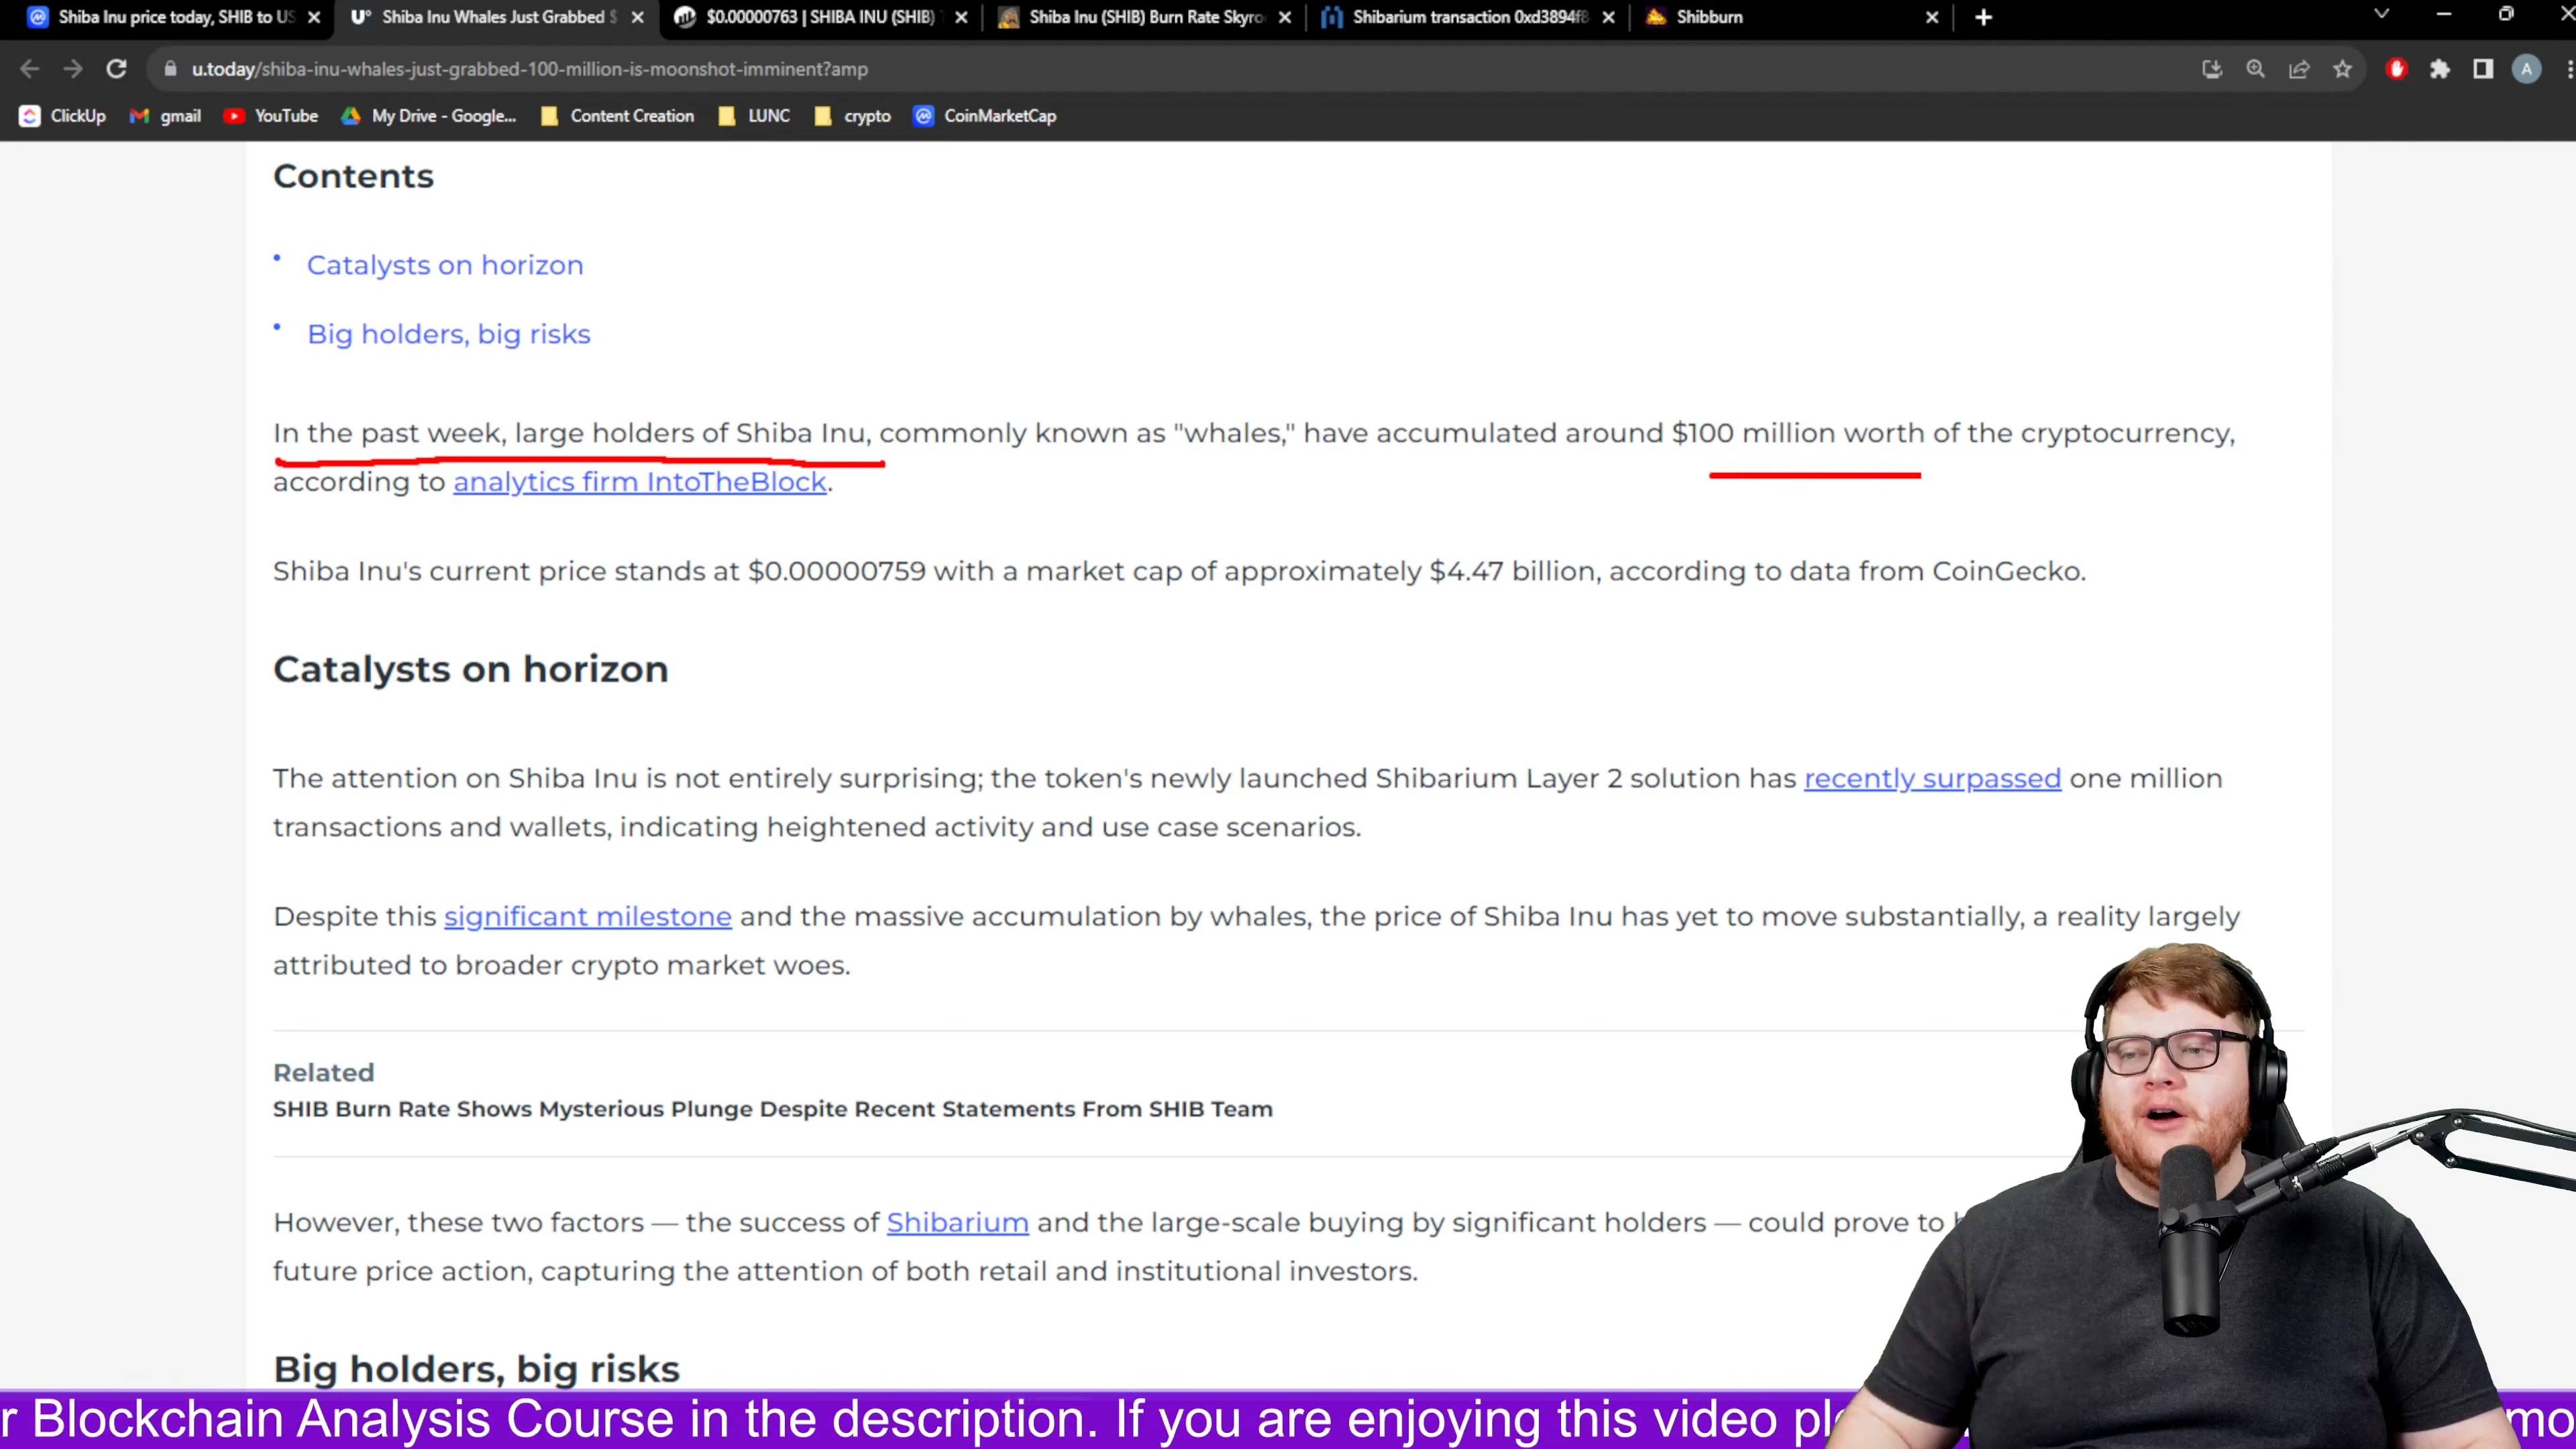 Shiba Inu price today, SHIB to US
Shiba Inu Whales Just Grabbed $
$0.00000763 | SHIBA INU (SHIB)
Shiba Inu (SHIB) Burn Rate Skyro
Shibarium transaction 0xd3894f8
Shibburn
u.today/shiba-inu-whales-just-grabbed-100-million-is-moonshot-imminent?amp
A
ClickUp gmail YouTube My Drive - Google... Content Creation LUNC crypto CoinMarketCap
Contents
• Catalysts on horizon
• Big holders, big risks
In the past week, large holders of Shiba Inu, commonly known as "whales," have accumulated around $100 million worth of the cryptocurrency,
according to analytics firm IntoTheBlock.
Shiba Inu's current price stands at $0.00000759 with a market cap of approximately $4.47 billion, according to data from CoinGecko.
Catalysts on horizon
The attention on Shiba Inu is not entirely surprising; the token's newly launched Shibarium Layer 2 solution has recently surpassed one million
transactions and wallets, indicating heightened activity and use case scenarios.
Despite this significant milestone and the massive accumulation by whales, the price of Shiba Inu has yet to move substantially, a reality largely
attributed to broader crypto market woes.
Related
SHIB Burn Rate Shows Mysterious Plunge Despite Recent Statements From SHIB Team
However, these two factors — the success of Shibarium and the large-scale buying by significant holders — could prove to
future price action, capturing the attention of both retail and institutional investors.
Big holders, big risks
r Blockchain Analysis Course in the description. If you are enjoying this video pl mo